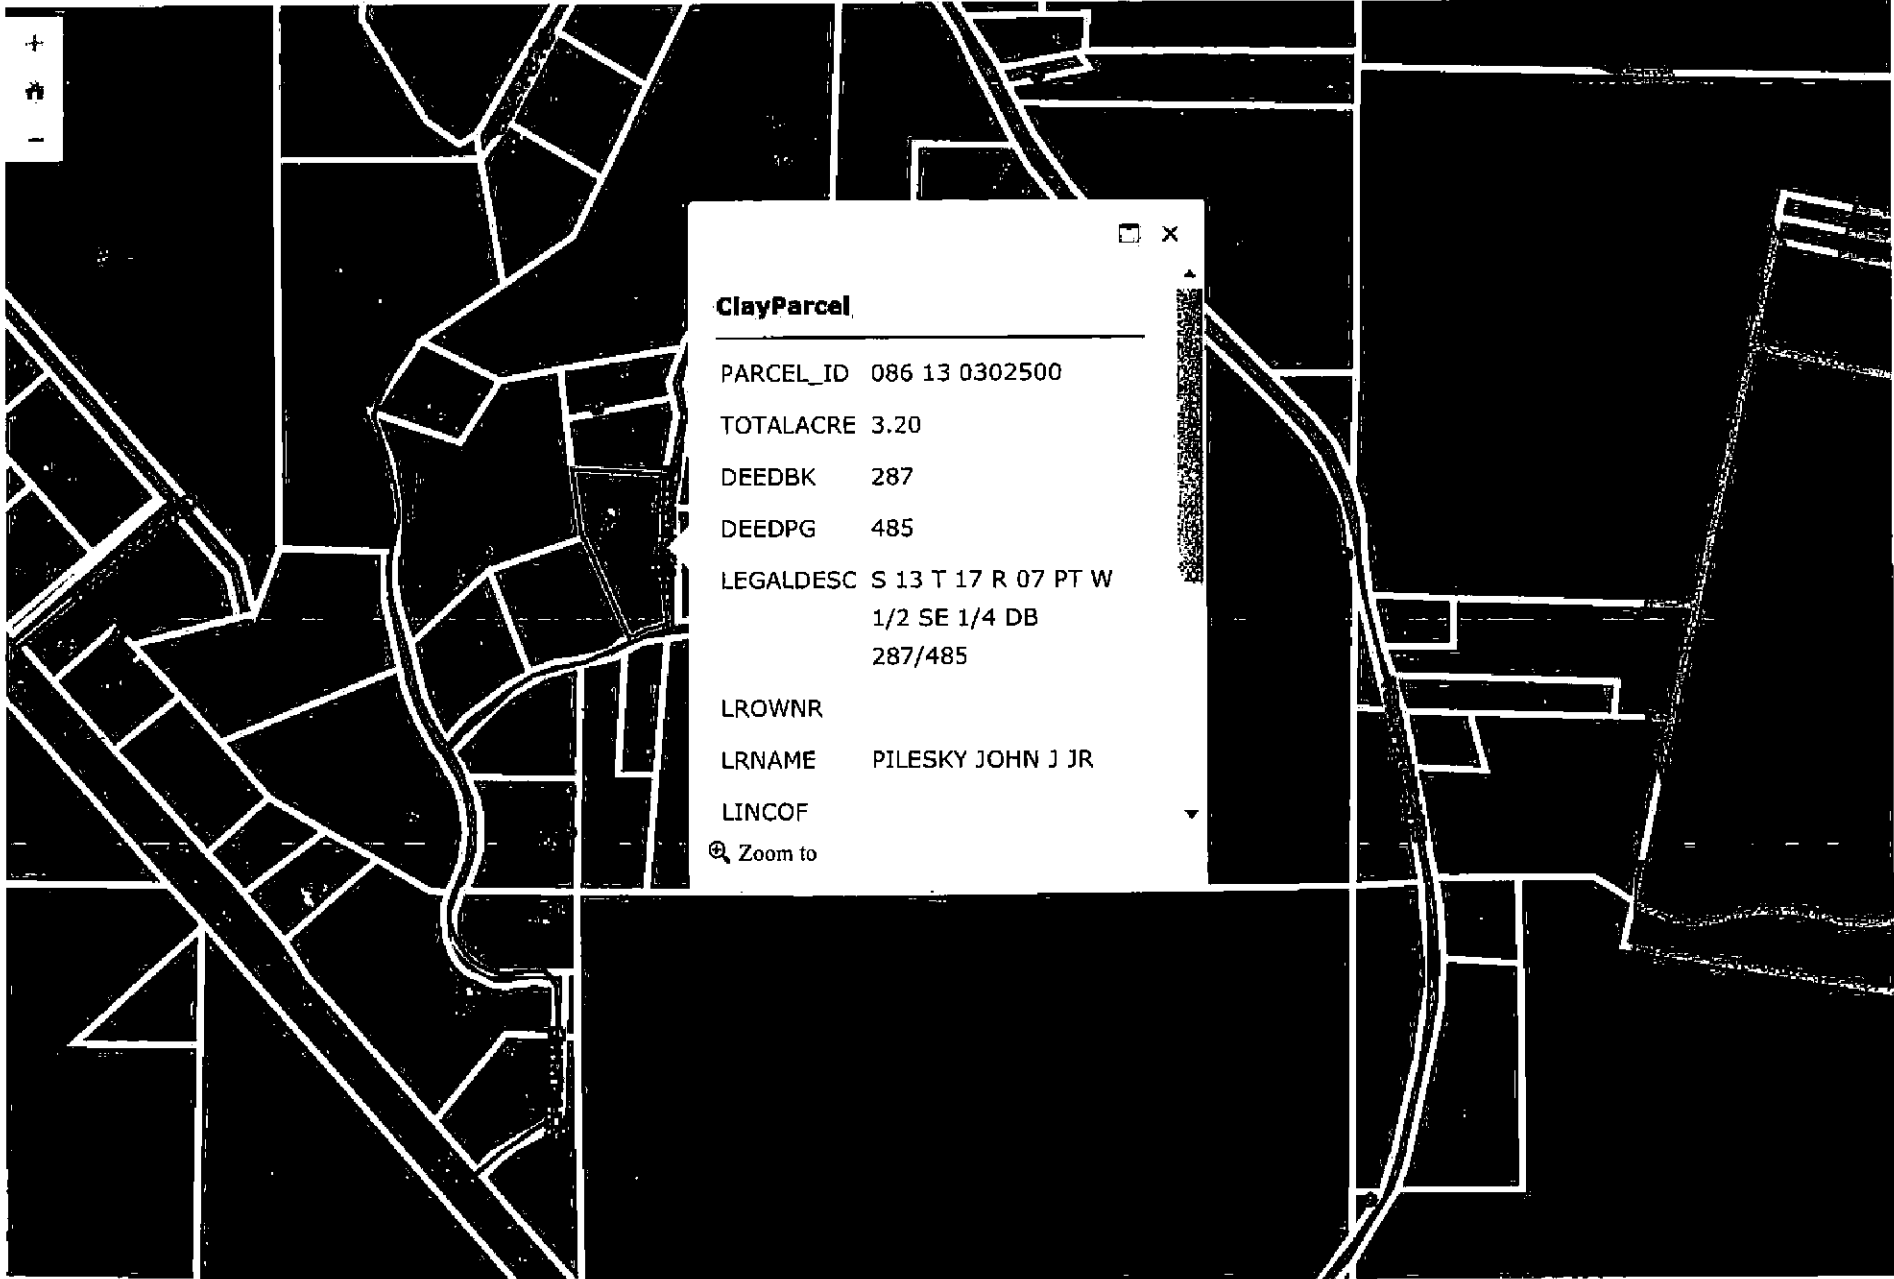 ClayParcel
PARCEL_ID 086 13 0302500
TOTALACRE 3.20
DEEDBK 287
DEEDPG 485
LEGALDESC S 13 T 17 R 07 PT W
1/2 SE 1/4 DB
287/485
LROWNR
LRNAME PILESKY JOHN J JR
LINCOF
Zoom to